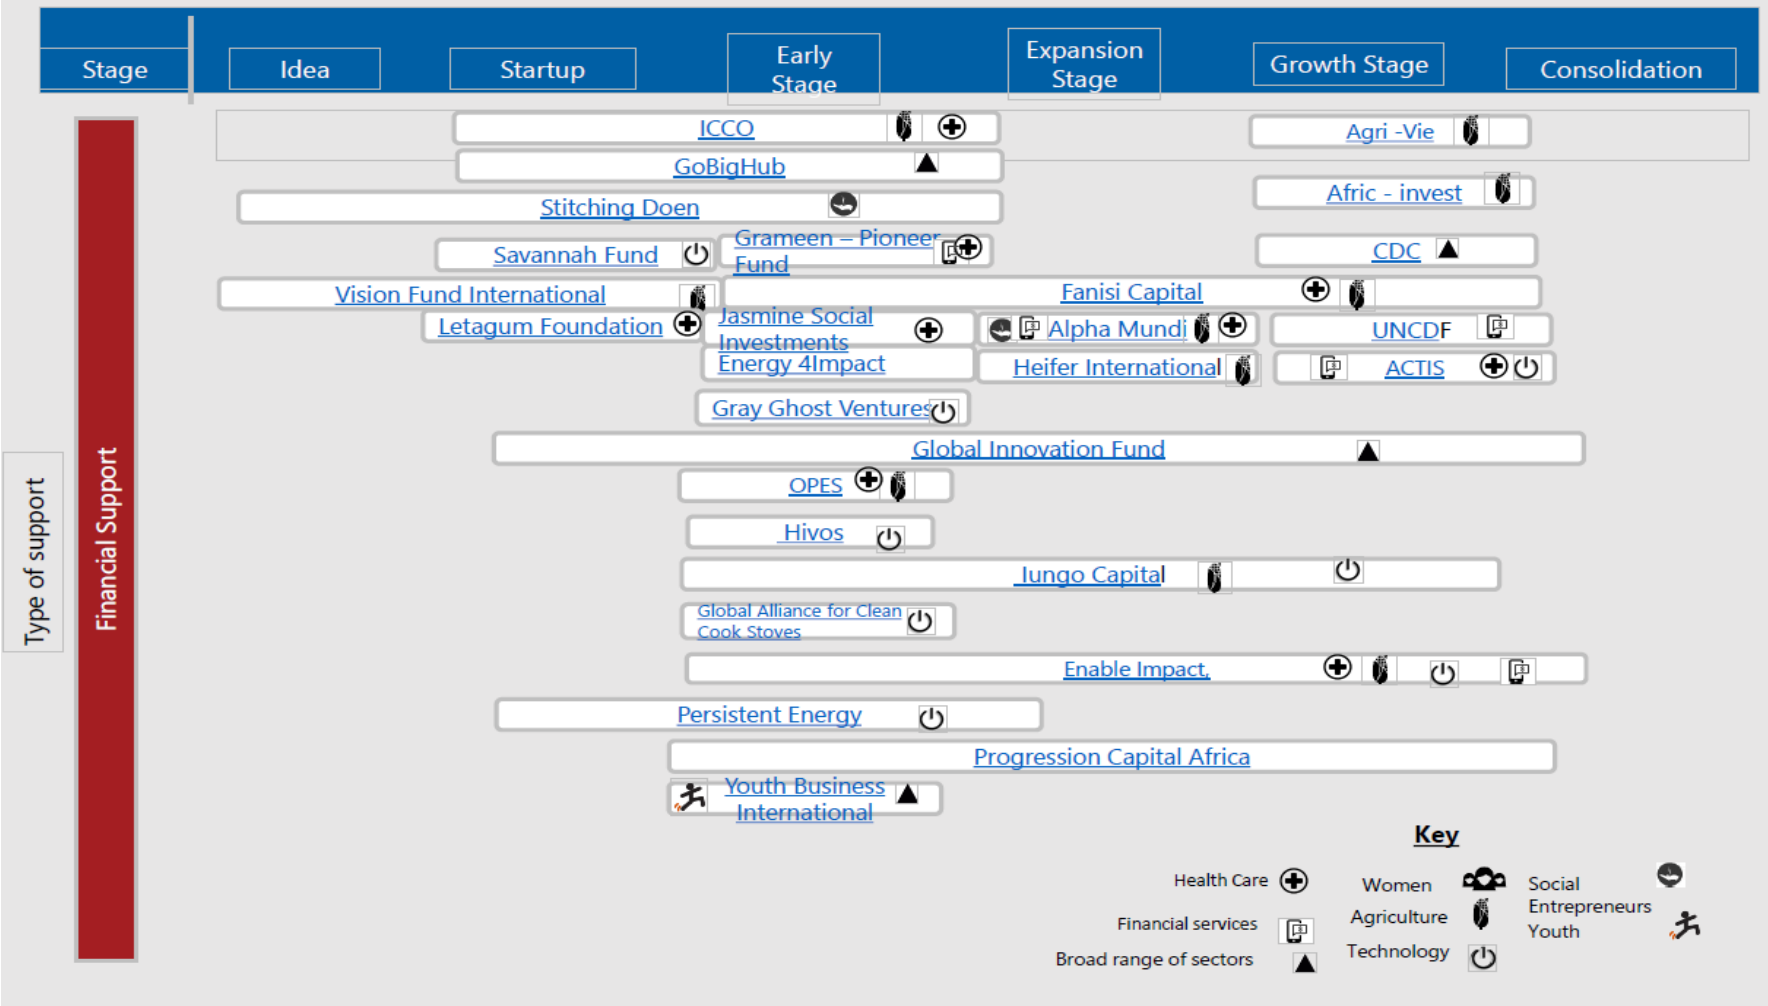 Stage
Idea
Startup
Early
Stage
Expansion
Stage
Growth Stage
Consolidation
Type of support
Financial Support
ICCO
Agri -Vie
GoBigHub
Stitching Doen
Afric - invest
Savannah Fund
Grameen – Pioneer
Fund
CDC
Vision Fund International
Fanisi Capital
Letagum Foundation
Jasmine Social
Investments
Alpha Mundi
UNCDF
Energy 4Impact
Heifer International
ACTIS
Gray Ghost Ventures
Global Innovation Fund
OPES
Hivos
Iungo Capital
Global Alliance for Clean
Cook Stoves
Enable Impact,
Persistent Energy
Progression Capital Africa
Youth Business
International
Key
Health Care
Women
Social
Entrepreneurs
Financial services
Agriculture
Youth
Broad range of sectors
Technology